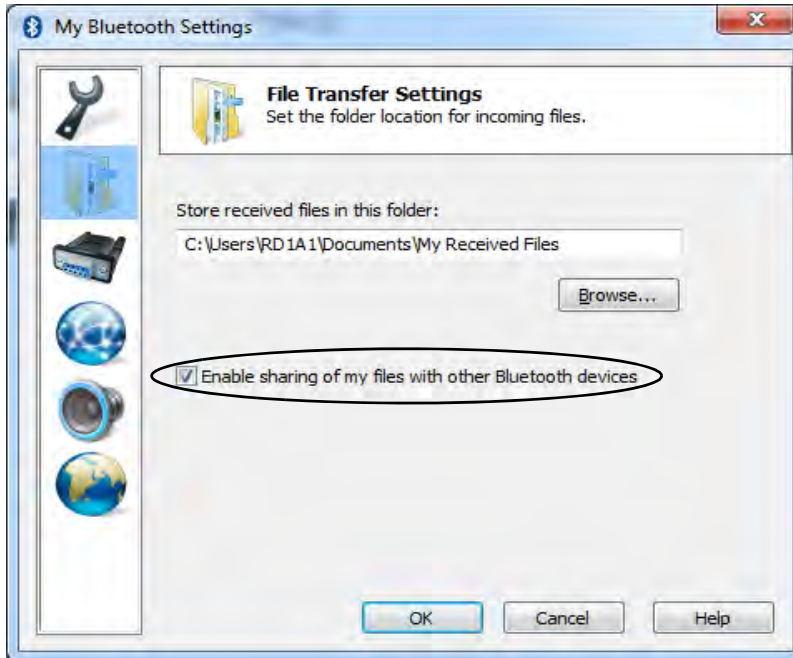 My Bluetooth Settings
File Transfer Settings
Set the folder location for incoming files.
Store received files in this folder:
C:\Users\RD1A1\Documents\My Received Files
Browse...
Enable sharing of my files with other Bluetooth devices
OK
Cancel
Help